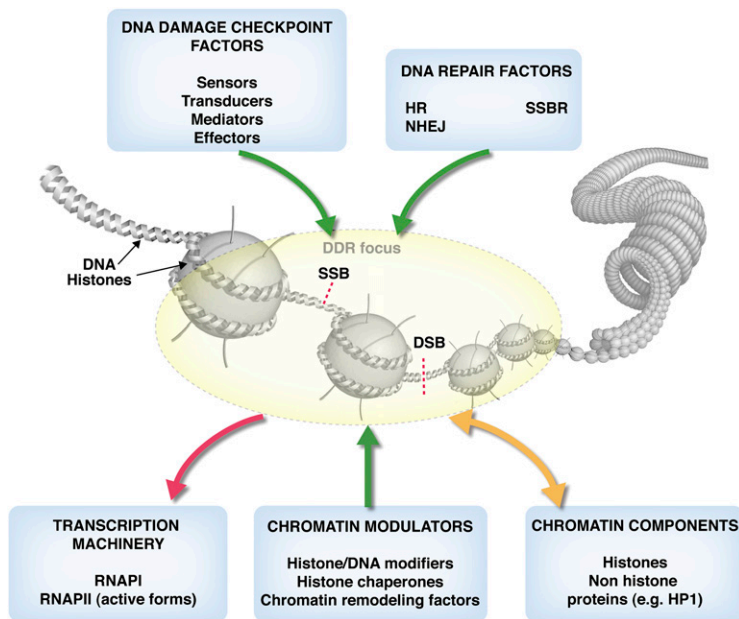 DNA DAMAGE CHECKPOINT
FACTORS
Sensors
Transducers
Mediators
Effectors
DNA REPAIR FACTORS
HR SSBR
NHEJ
DDR focus
DNA
Histones
SSB
DSB
TRANSCRIPTION
MACHINERY
RNAPI
RNAPII (active forms)
CHROMATIN MODULATORS
Histone/DNA modifiers
Histone chaperones
Chromatin remodeling factors
CHROMATIN COMPONENTS
Histones
Non histone
proteins (e.g. HP1)